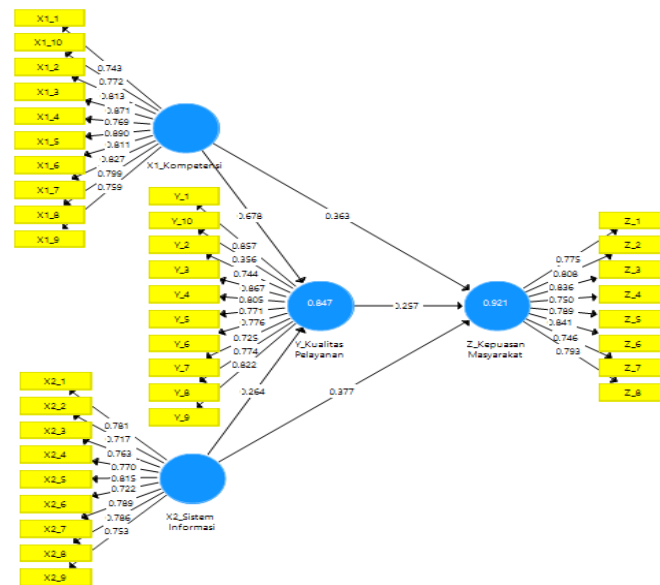 X1_1
X1_10
X1_2
X1_3
X1_4
X1_5
X1_6
X1_7
X1_8
X1_9
0.743
0.772
0.813
0.871
0.769
0.890
0.811
0.827
0.799
0.759
X1_Kompetensi
0.678
0.363
Y_1
Y_10
Y_2
Y_3
Y_4
Y_5
Y_6
Y_7
Y_8
Y_9
0.857
0.356
0.744
0.867
0.805
0.771
0.776
0.725
0.774
0.822
0.847
Y_Kualitas
Pelayanan
0.257
0.921
Z_Kepuasan
Masyarakat
0.775
0.808
0.836
0.750
0.789
0.841
0.746
0.793
Z_1
Z_2
Z_3
Z_4
Z_5
Z_6
Z_7
Z_8
0.264
0.377
X2_1
X2_2
X2_3
X2_4
X2_5
X2_6
X2_7
X2_8
X2_9
0.781
0.717
0.763
0.770
0.815
0.722
0.789
0.786
0.753
X2_Sistem
Informasi